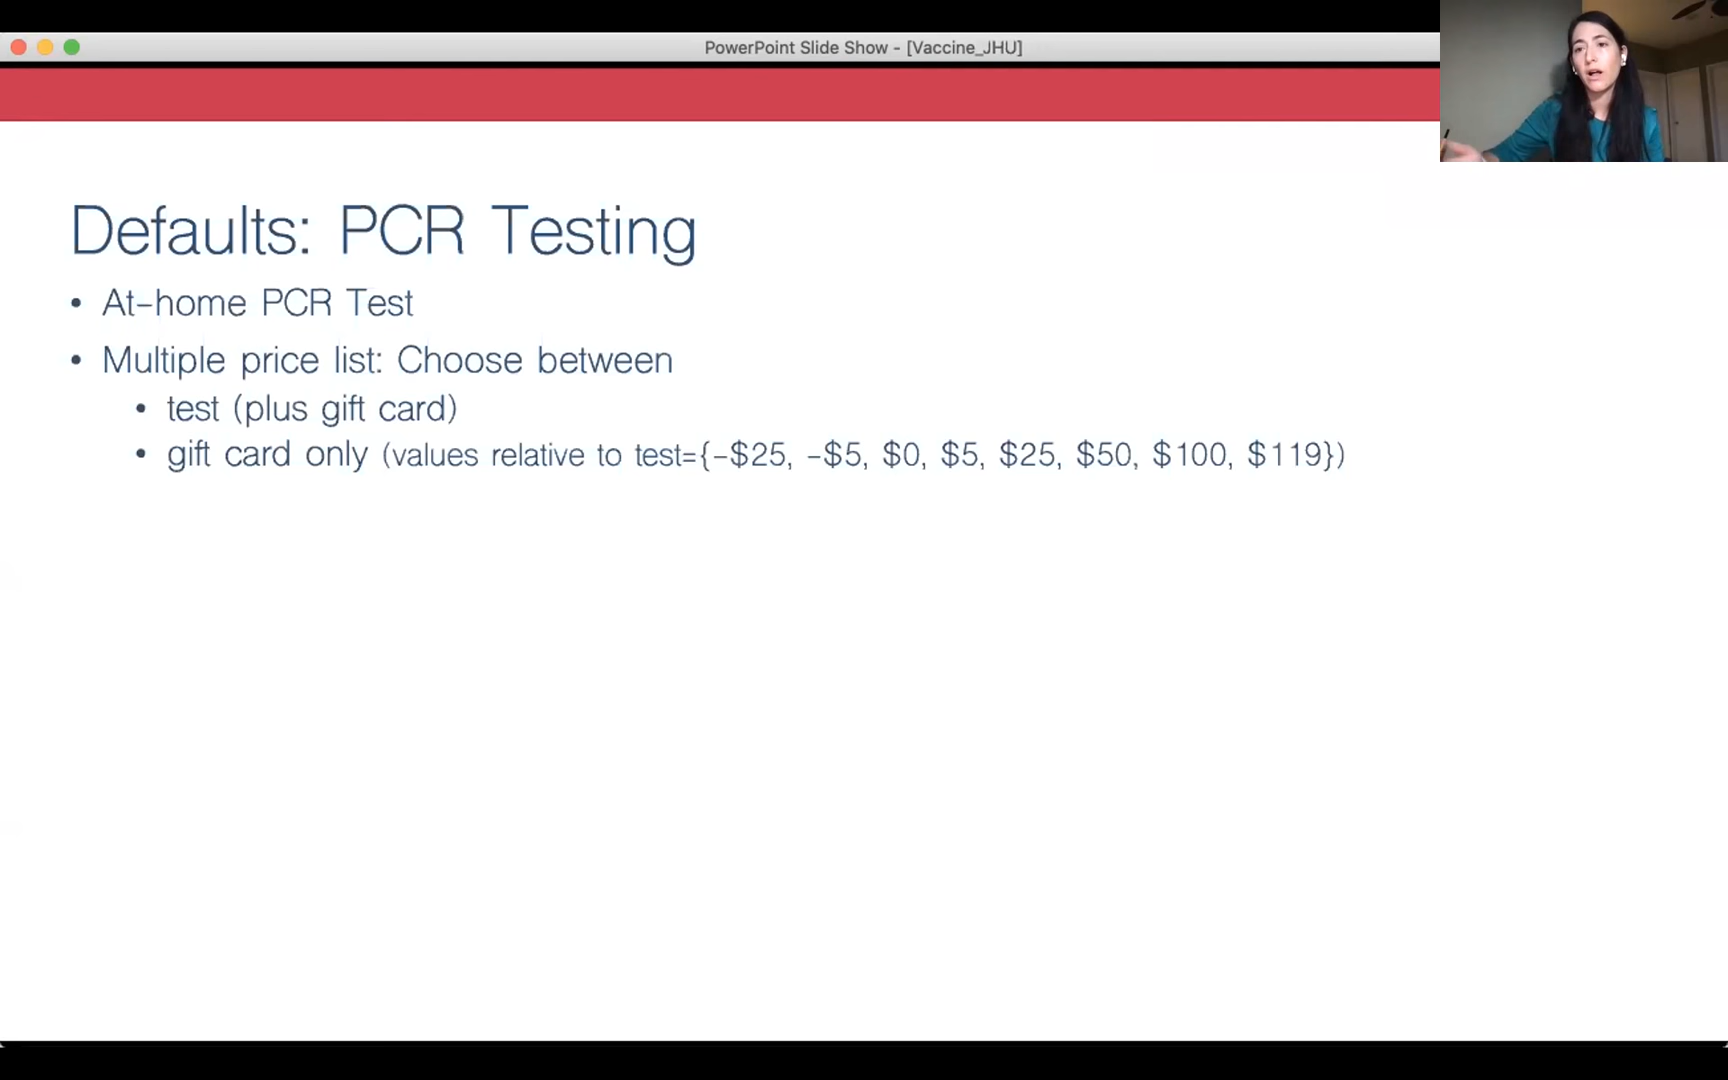 PowerPoint Slide Show - [Vaccine_JHU]
Defaults: PCR Testing
• At-home PCR Test
• Multiple price list: Choose between
• test (plus gift card)
• gift card only (values relative to test={-$25, -$5, $0, $5, $25, $50, $100, $119})